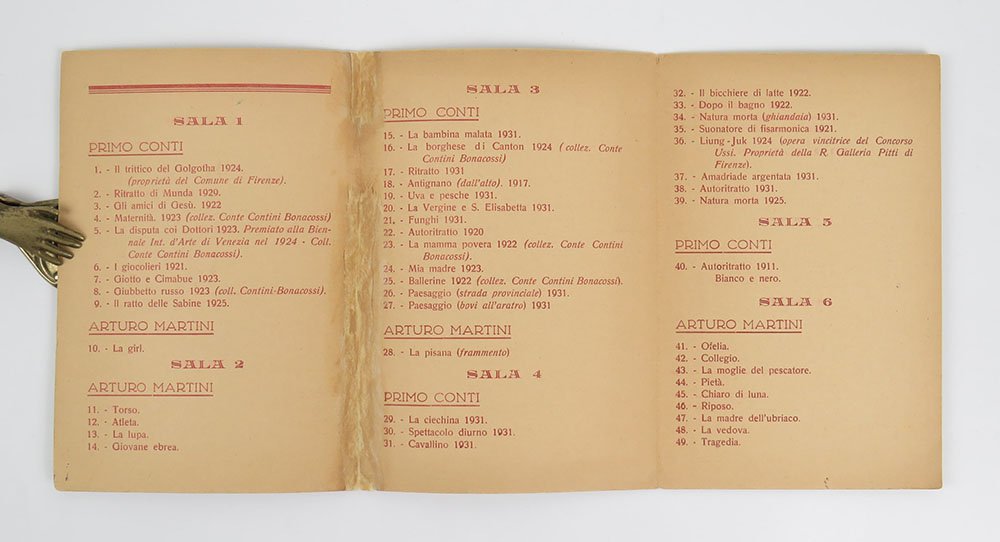 SALA 1
PRIMO CONTI
1. - Il trittico del Golgotha 1924.
(proprietà del Comune di Firenze).
2. - Ritratto di Munda 1929.
3. - Gli amici di Gesù. 1922
4. - Maternità. 1923 (collez. Conte Contini Bonacossi)
5. - La disputa coi Dottori 1923. Premiato alla Bien-
nale Int. d'Arte di Venezia nel 1924 - Coll.
Conte Contini Bonacossi).
6. - I giocolieri 1921.
7. - Giotto e Cimabue 1923.
8. - Giubbetto russo 1923 (coll. Contini-Bonacossi).
9. - Il ratto delle Sabine 1925.
ARTURO MARTINI
10. - La girl.
SALA 2
ARTURO MARTINI
11. - Torso.
12. - Atleta.
13. - La lupa.
14. - Giovane ebrea.
SALA 3
PRIMO CONTI
15. - La bambina malata 1931.
16. - La borghese di Canton 1924 (collez. Conte
Contini Bonacossi)
17. - Ritratto 1931
18. - Antignano (dall'alto). 1917.
19. - Uva e pesche 1931.
20. - La Vergine e S. Elisabetta 1931.
21. - Funghi 1931.
22. - Autoritratto 1920
23. - La mamma povera 1922 (collez. Conte Contini
Bonacossi).
24. - Mia madre 1923.
25. - Ballerine 1922 (collez. Conte Contini Bonacossi).
26. - Paesaggio (strada provinciale) 1931.
27. - Paesaggio (bovi all'aratro) 1931
ARTURO MARTINI
28. - La pisana (frammento)
SALA 4
PRIMO CONTI
29. - La ciechina 1931.
30. - Spettacolo diurno 1931.
31. - Cavallino 1931.
32. - Il bicchiere di latte 1922.
33. - Dopo il bagno 1922.
34. - Natura morta (ghiandaia) 1931.
35. - Suonatore di fisarmonica 1921.
36. - Liung-Juk 1924 (opera vincitrice del Concorso
Ussi. Proprietà della R. Galleria Pitti di
Firenze).
37. - Amadriade argentata 1931.
38. - Autoritratto 1931.
39. - Natura morta 1925.
SALA 5
PRIMO CONTI
40. - Autoritratto 1911.
Bianco e nero.
SALA 6
ARTURO MARTINI
41. - Ofelia.
42. - Collegio.
43. - La moglie del pescatore.
44. - Pietà.
45. - Chiaro di luna.
46. - Riposo.
47. - La madre dell'ubriaco.
48. - La vedova.
49. - Tragedia.